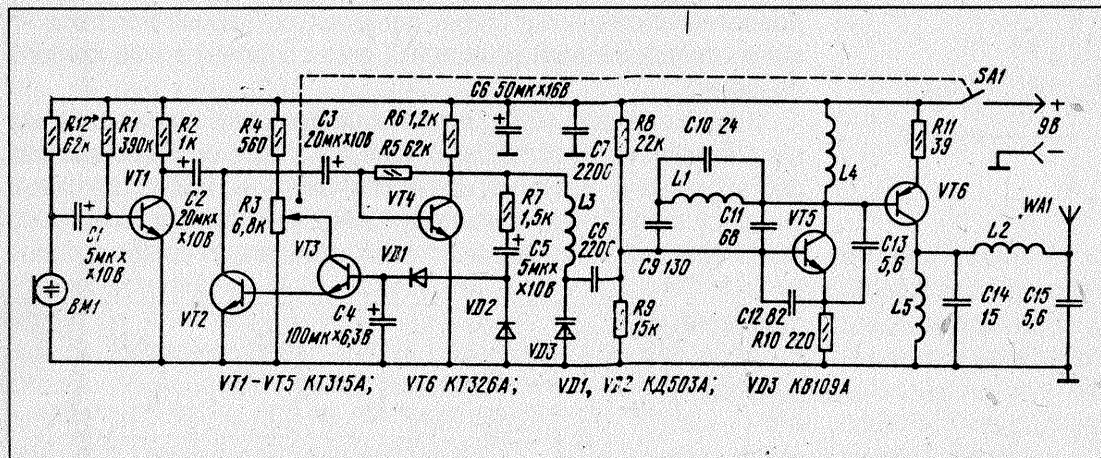 SA1
C6 50мк×16В
+
9В
−
R12*
62к
R1
390к
R2
1к
R4
560
C3
20мк×10В
R6 1,2к
R5 62к
C7
2200
R8
22к
C10 24
L1
L4
R11
39
VT1
C2
20мк×
×10В
VT4
R7
1,5к
L3
C11
68
VT5
VT6
WA1
C1
5мк×
×10В
R3
6,8к
VT3
VD1
C5
5мк×
×10В
C8
2200
C9 130
C13
5,6
L2
BM1
VT2
C4
100мк×6,3В
VD2
VD3
R9
15к
C12 82
R10 220
L5
C14
15
C15
5,6
VT1-VT5 КТ315А; VT6 КТ326А; VD1, VD2 КД503А; VD3 КВ109А